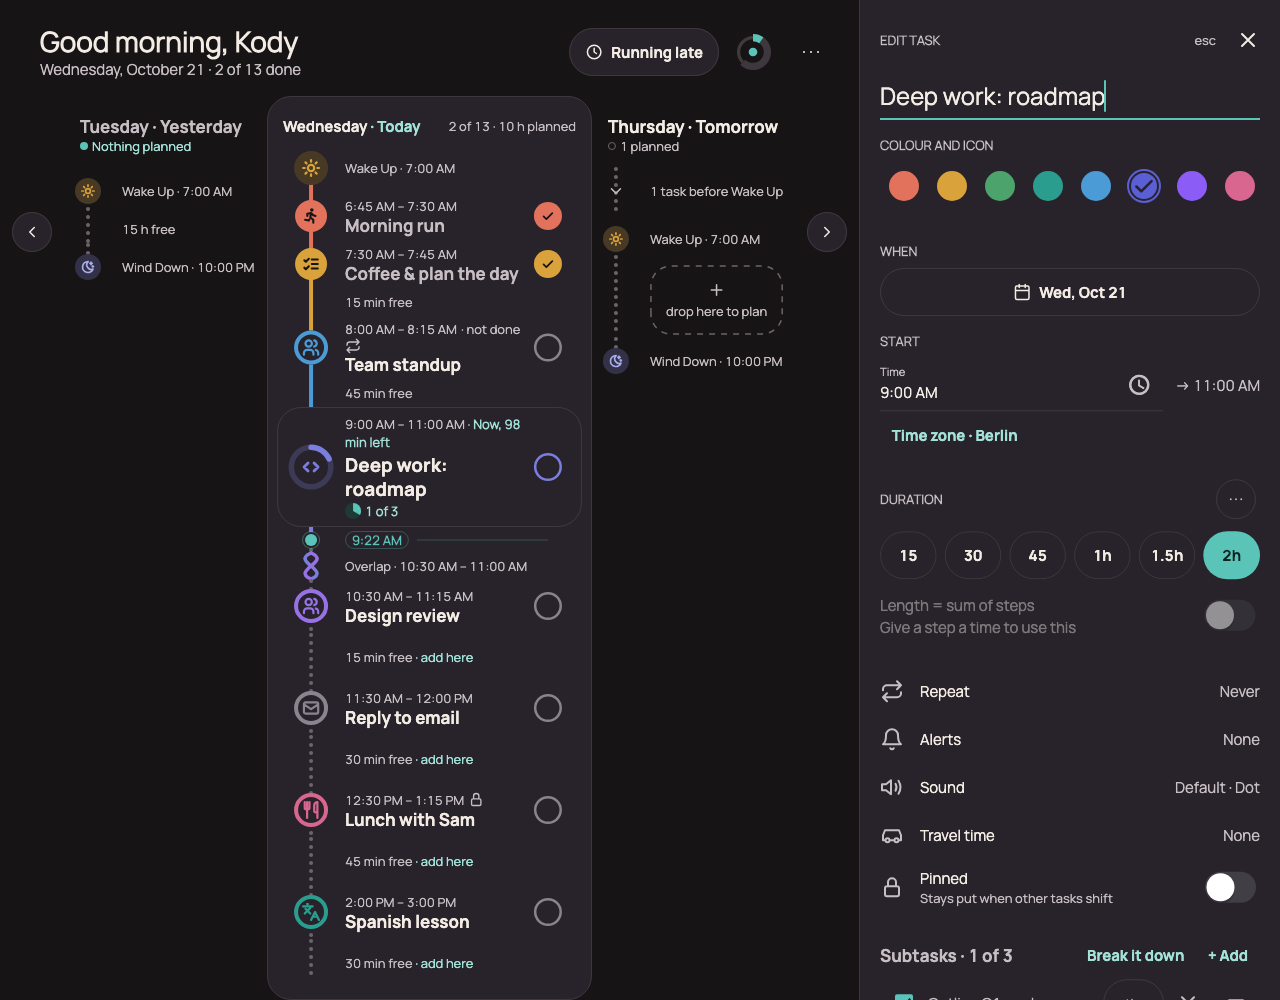 Good morning, Kody
Wednesday, October 21 · 2 of 13 done
Running late
Tuesday · Yesterday
Nothing planned
Wake Up · 7:00 AM
15 h free
Wind Down · 10:00 PM
Wednesday · Today
2 of 13 · 10 h planned
Wake Up · 7:00 AM
6:45 AM – 7:30 AM
Morning run
7:30 AM – 7:45 AM
Coffee & plan the day
15 min free
8:00 AM – 8:15 AM · not done
Team standup
45 min free
9:00 AM – 11:00 AM · Now, 98
min left
Deep work:
roadmap
1 of 3
9:22 AM
Overlap · 10:30 AM – 11:00 AM
10:30 AM – 11:15 AM
Design review
15 min free · add here
11:30 AM – 12:00 PM
Reply to email
30 min free · add here
12:30 PM – 1:15 PM
Lunch with Sam
45 min free · add here
2:00 PM – 3:00 PM
Spanish lesson
30 min free · add here
Thursday · Tomorrow
1 planned
1 task before Wake Up
Wake Up · 7:00 AM
drop here to plan
Wind Down · 10:00 PM
EDIT TASK
esc
Deep work: roadmap
COLOUR AND ICON
WHEN
Wed, Oct 21
START
Time
9:00 AM
→ 11:00 AM
Time zone · Berlin
DURATION
15
30
45
1h
1.5h
2h
Length = sum of steps
Give a step a time to use this
Repeat
Never
Alerts
None
Sound
Default · Dot
Travel time
None
Pinned
Stays put when other tasks shift
Subtasks · 1 of 3
Break it down
+ Add